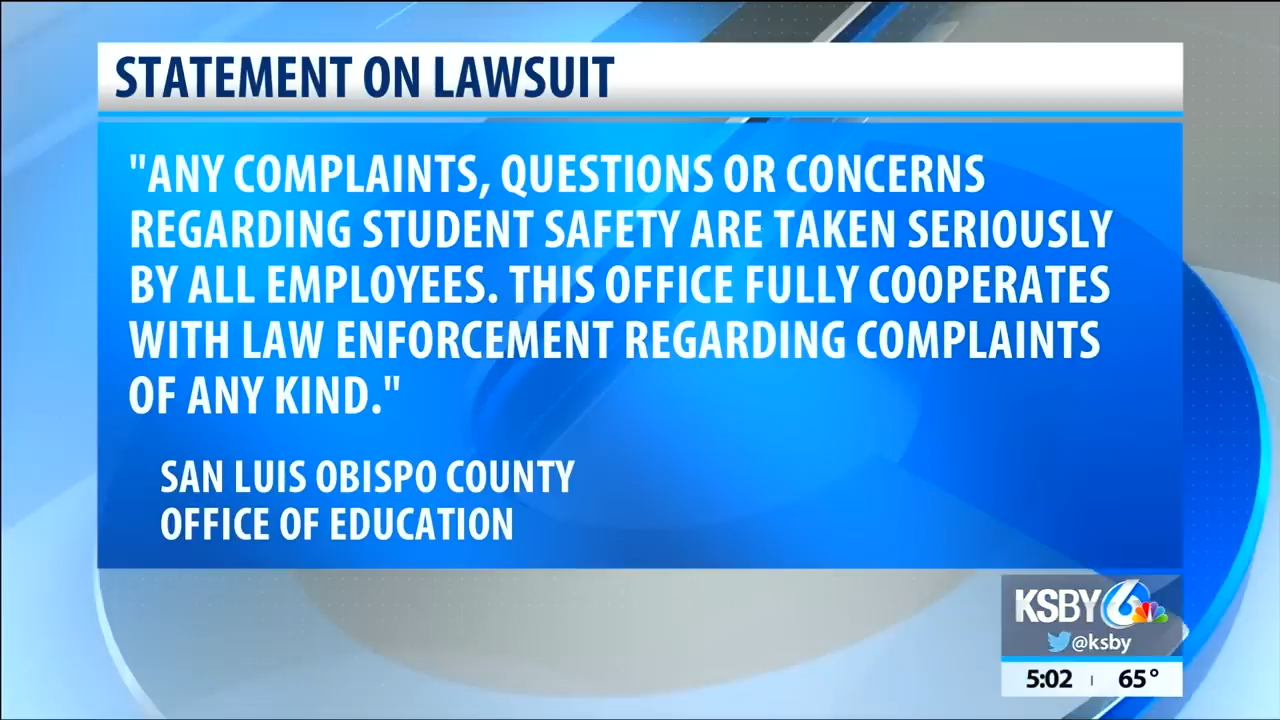 STATEMENT ON LAWSUIT
"ANY COMPLAINTS, QUESTIONS OR CONCERNS
REGARDING STUDENT SAFETY ARE TAKEN SERIOUSLY
BY ALL EMPLOYEES. THIS OFFICE FULLY COOPERATES
WITH LAW ENFORCEMENT REGARDING COMPLAINTS
OF ANY KIND."
SAN LUIS OBISPO COUNTY
OFFICE OF EDUCATION
KSBY 6
@ksby
5:02 65°